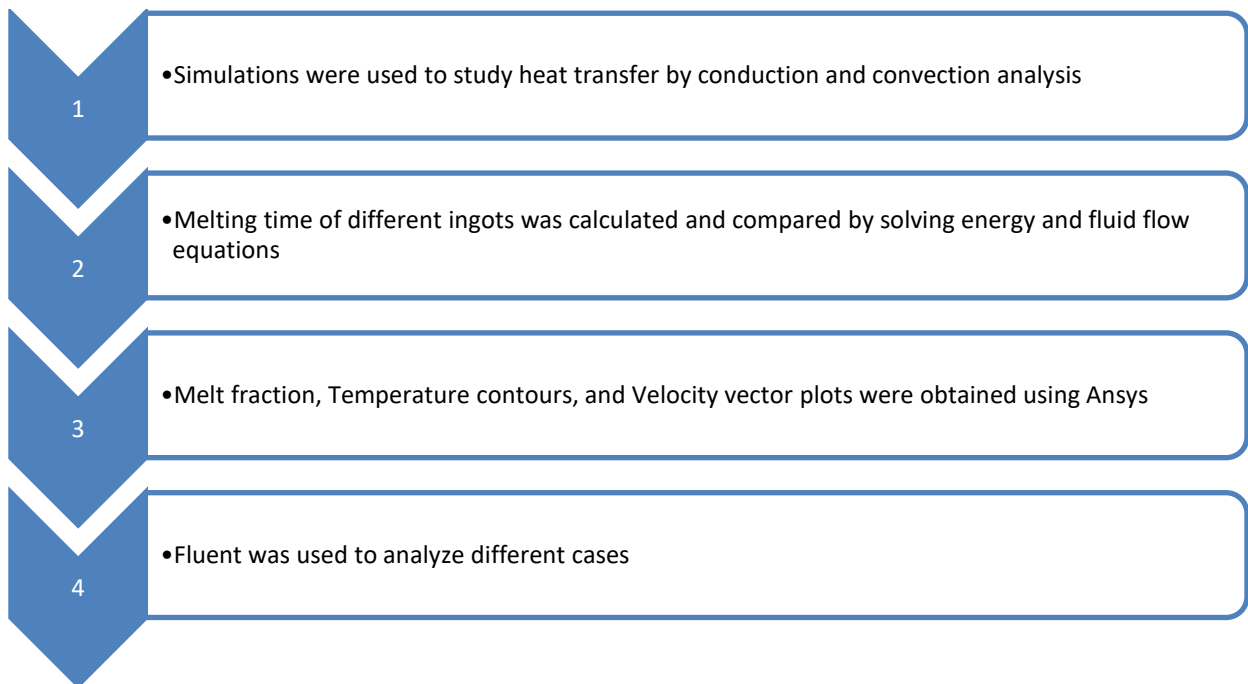 1
•Simulations were used to study heat transfer by conduction and convection analysis
2
•Melting time of different ingots was calculated and compared by solving energy and fluid flow
equations
3
•Melt fraction, Temperature contours, and Velocity vector plots were obtained using Ansys
4
•Fluent was used to analyze different cases